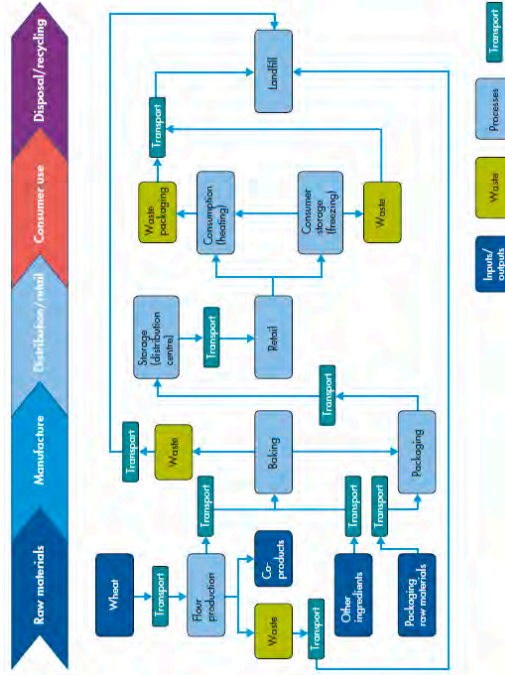 Raw materials
Manufacture
Distribution/retail
Consumer use
Disposal/recycling
Wheat
Transport
Flour
production
Waste
Co-
products
Transport
Transport
Other
ingredients
Packaging
raw materials
Transport
Transport
Transport
Waste
Baking
Packaging
Transport
Storage
(distribution
centre)
Transport
Retail
Waste
packaging
Consumption
(heating)
Consumer
storage
(freezing)
Waste
Transport
Landfill
Inputs/
outputs
Waste
Processes
Transport